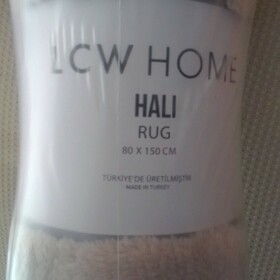 LCW HOME
HALI
RUG
80 X 150 CM
TÜRKİYE'DE ÜRETİLMİŞTİR
MADE IN TURKEY